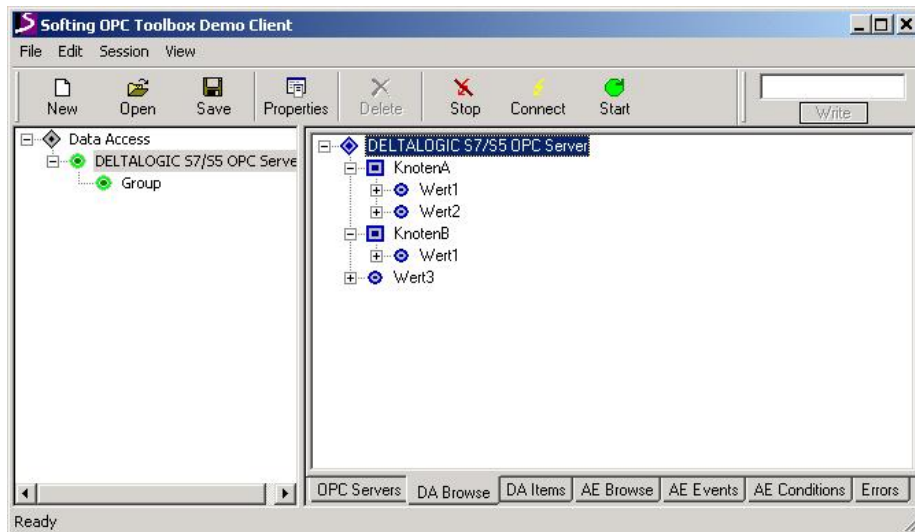 Softing OPC Toolbox Demo Client
File Edit Session View
New Open Save Properties Delete Stop Connect Start Write
Data Access
DELTALOGIC S7/S5 OPC Serve
Group
DELTALOGIC S7/S5 OPC Server
KnotenA
Wert1
Wert2
KnotenB
Wert1
Wert3
OPC Servers DA Browse DA Items AE Browse AE Events AE Conditions Errors
Ready